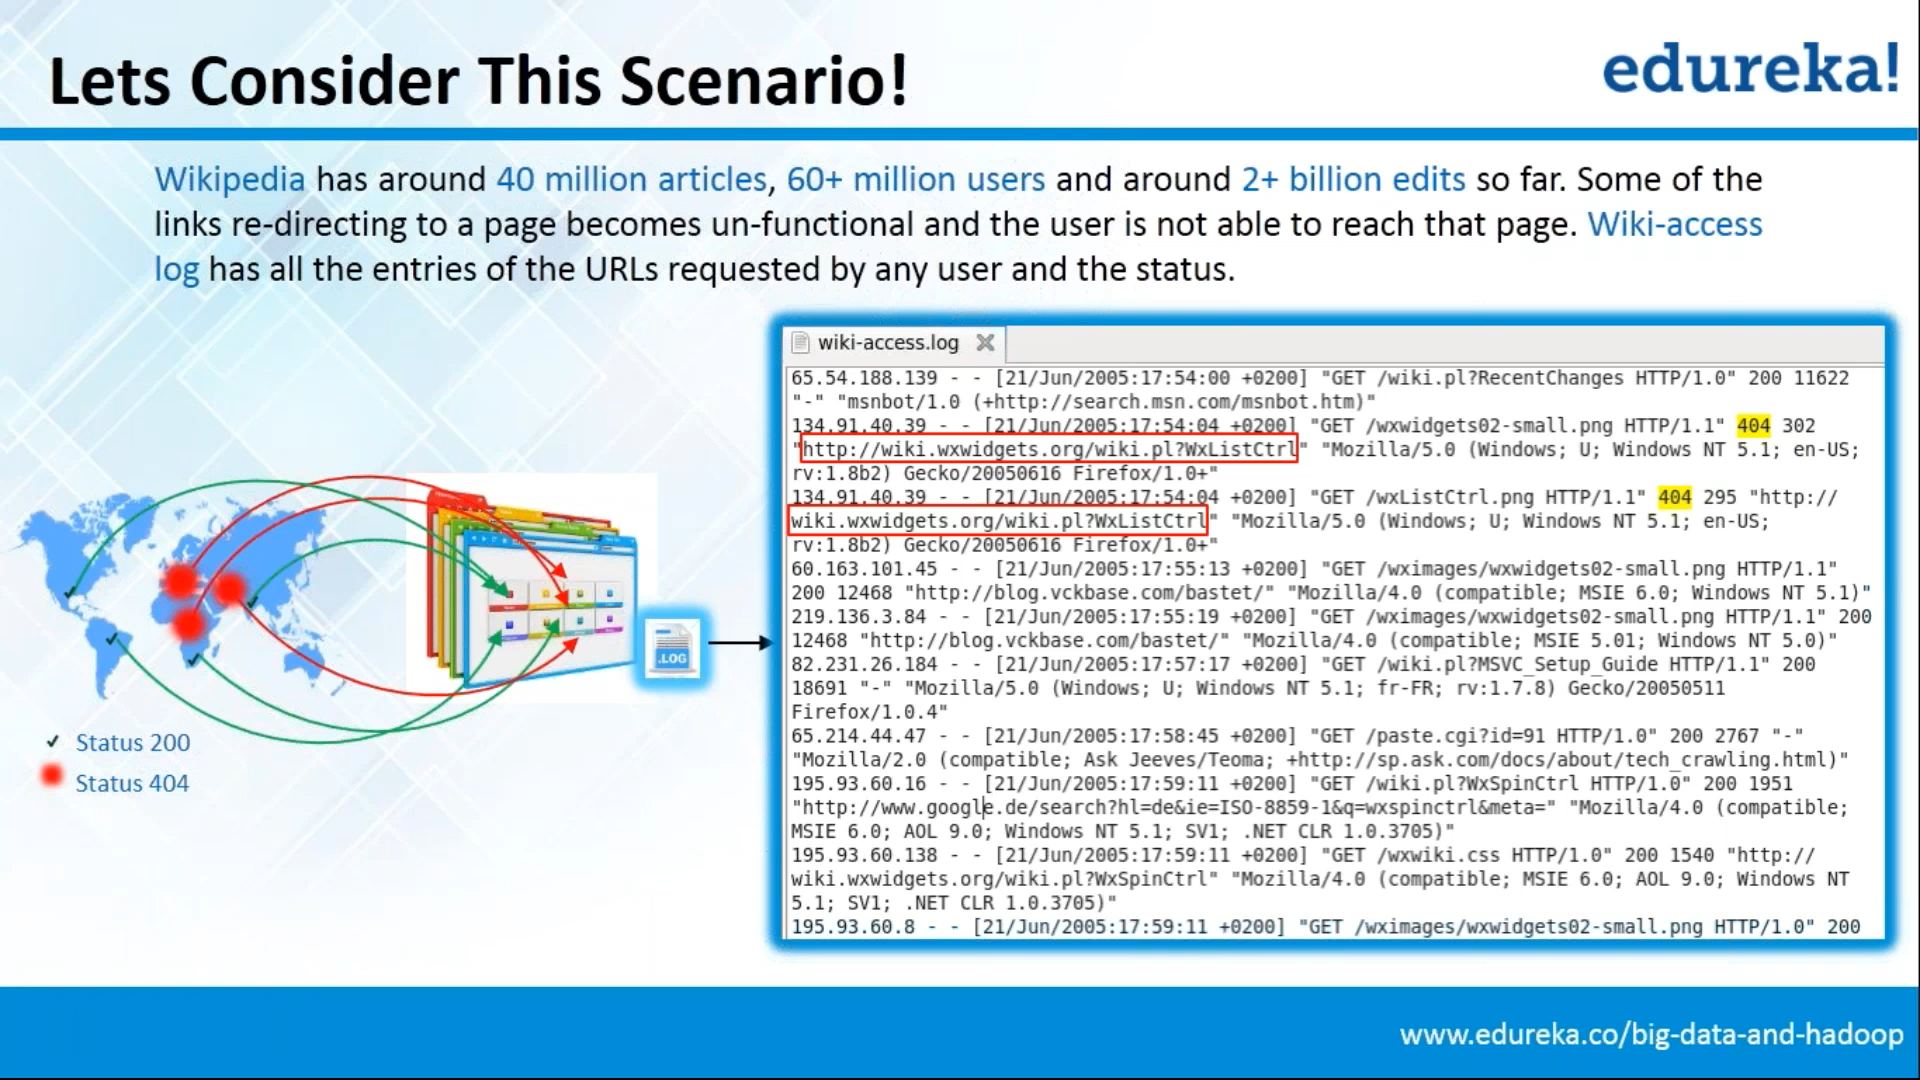 Lets Consider This Scenario!
edureka!
Wikipedia has around 40 million articles, 60+ million users and around 2+ billion edits so far. Some of the
links re-directing to a page becomes un-functional and the user is not able to reach that page. Wiki-access
log has all the entries of the URLs requested by any user and the status.
wiki-access.log
65.54.188.139 - - [21/Jun/2005:17:54:00 +0200] "GET /wiki.pl?RecentChanges HTTP/1.0" 200 11622
"-" "msnbot/1.0 (+http://search.msn.com/msnbot.htm)"
134.91.40.39 - - [21/Jun/2005:17:54:04 +0200] "GET /wxwidgets02-small.png HTTP/1.1" 404 302
"http://wiki.wxwidgets.org/wiki.pl?WxListCtrl" "Mozilla/5.0 (Windows; U; Windows NT 5.1; en-US;
rv:1.8b2) Gecko/20050616 Firefox/1.0+"
134.91.40.39 - - [21/Jun/2005:17:54:04 +0200] "GET /wxListCtrl.png HTTP/1.1" 404 295 "http://
wiki.wxwidgets.org/wiki.pl?WxListCtrl" "Mozilla/5.0 (Windows; U; Windows NT 5.1; en-US;
rv:1.8b2) Gecko/20050616 Firefox/1.0+"
60.163.101.45 - - [21/Jun/2005:17:55:13 +0200] "GET /wximages/wxwidgets02-small.png HTTP/1.1"
200 12468 "http://blog.vckbase.com/bastet/" "Mozilla/4.0 (compatible; MSIE 6.0; Windows NT 5.1)"
219.136.3.84 - - [21/Jun/2005:17:55:19 +0200] "GET /wximages/wxwidgets02-small.png HTTP/1.1" 200
12468 "http://blog.vckbase.com/bastet/" "Mozilla/4.0 (compatible; MSIE 5.01; Windows NT 5.0)"
82.231.26.184 - - [21/Jun/2005:17:57:17 +0200] "GET /wiki.pl?MSVC_Setup_Guide HTTP/1.1" 200
18691 "-" "Mozilla/5.0 (Windows; U; Windows NT 5.1; fr-FR; rv:1.7.8) Gecko/20050511
Firefox/1.0.4"
65.214.44.47 - - [21/Jun/2005:17:58:45 +0200] "GET /paste.cgi?id=91 HTTP/1.0" 200 2767 "-"
"Mozilla/2.0 (compatible; Ask Jeeves/Teoma; +http://sp.ask.com/docs/about/tech_crawling.html)"
195.93.60.16 - - [21/Jun/2005:17:59:11 +0200] "GET /wiki.pl?WxSpinCtrl HTTP/1.0" 200 1951
"http://www.google.de/search?hl=de&ie=ISO-8859-1&q=wxspinctrl&meta=" "Mozilla/4.0 (compatible;
MSIE 6.0; AOL 9.0; Windows NT 5.1; SV1; .NET CLR 1.0.3705)"
195.93.60.138 - - [21/Jun/2005:17:59:11 +0200] "GET /wxwiki.css HTTP/1.0" 200 1540 "http://
wiki.wxwidgets.org/wiki.pl?WxSpinCtrl" "Mozilla/4.0 (compatible; MSIE 6.0; AOL 9.0; Windows NT
5.1; SV1; .NET CLR 1.0.3705)"
195.93.60.8 - - [21/Jun/2005:17:59:11 +0200] "GET /wximages/wxwidgets02-small.png HTTP/1.0" 200
.LOG
Status 200
Status 404
www.edureka.co/big-data-and-hadoop